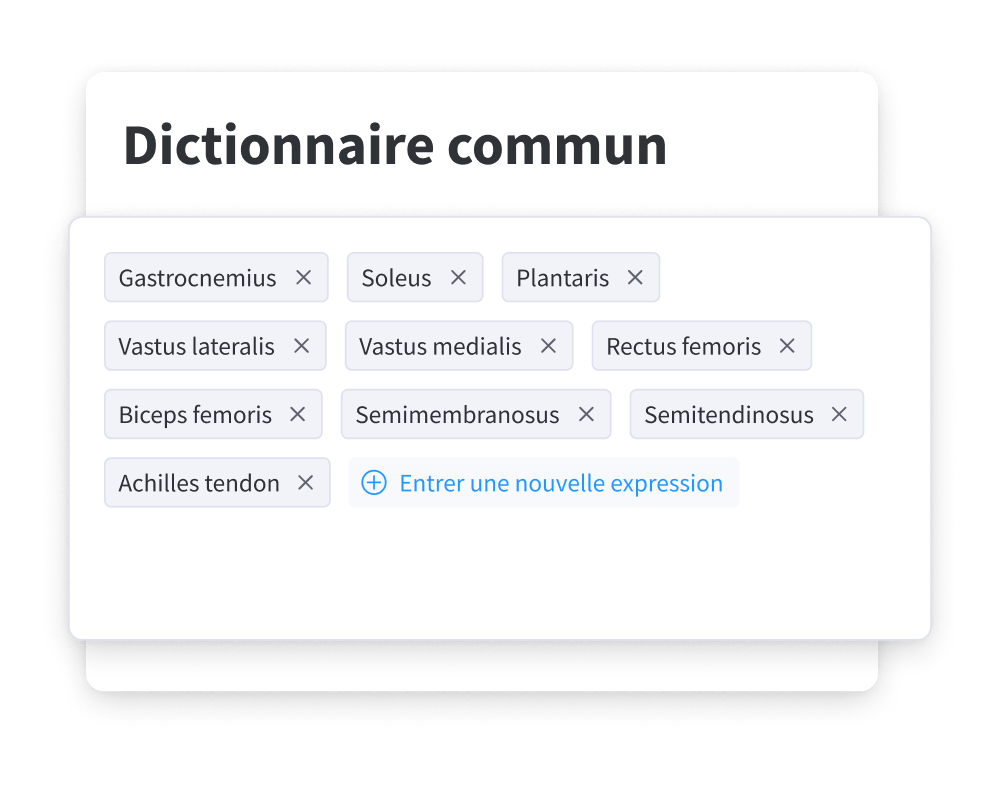 Dictionnaire commun
Gastrocnemius Soleus Plantaris
Vastus lateralis Vastus medialis Rectus femoris
Biceps femoris Semimembranosus Semitendinosus
Achilles tendon Entrer une nouvelle expression